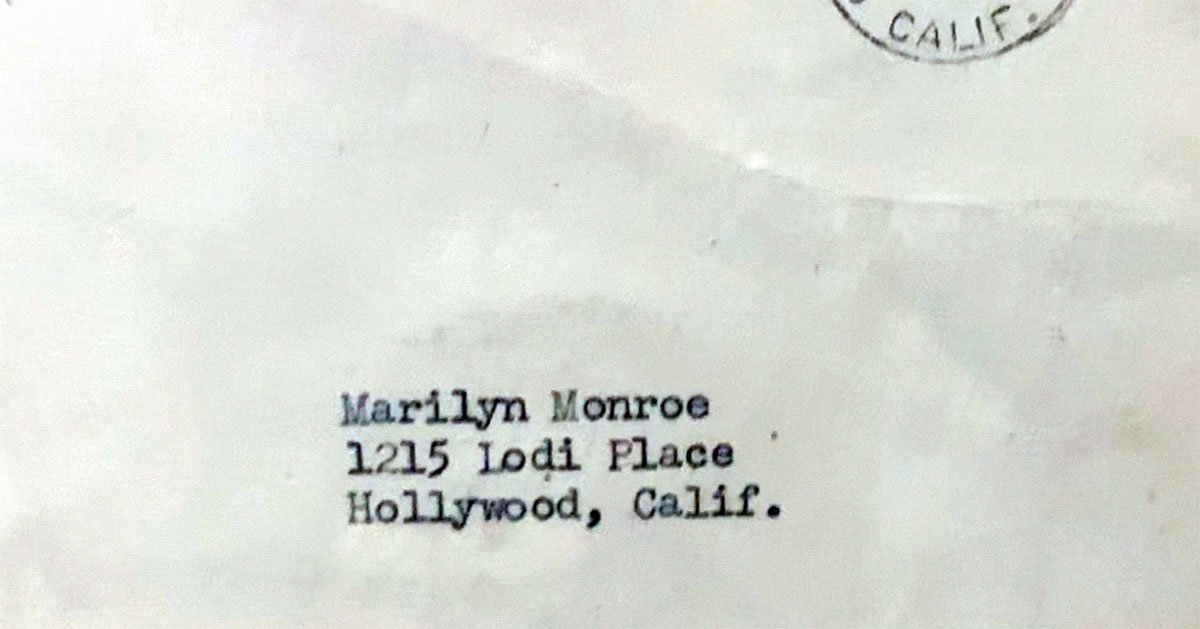 CALIF.
Marilyn Monroe
1215 Lodi Place
Hollywood, Calif.